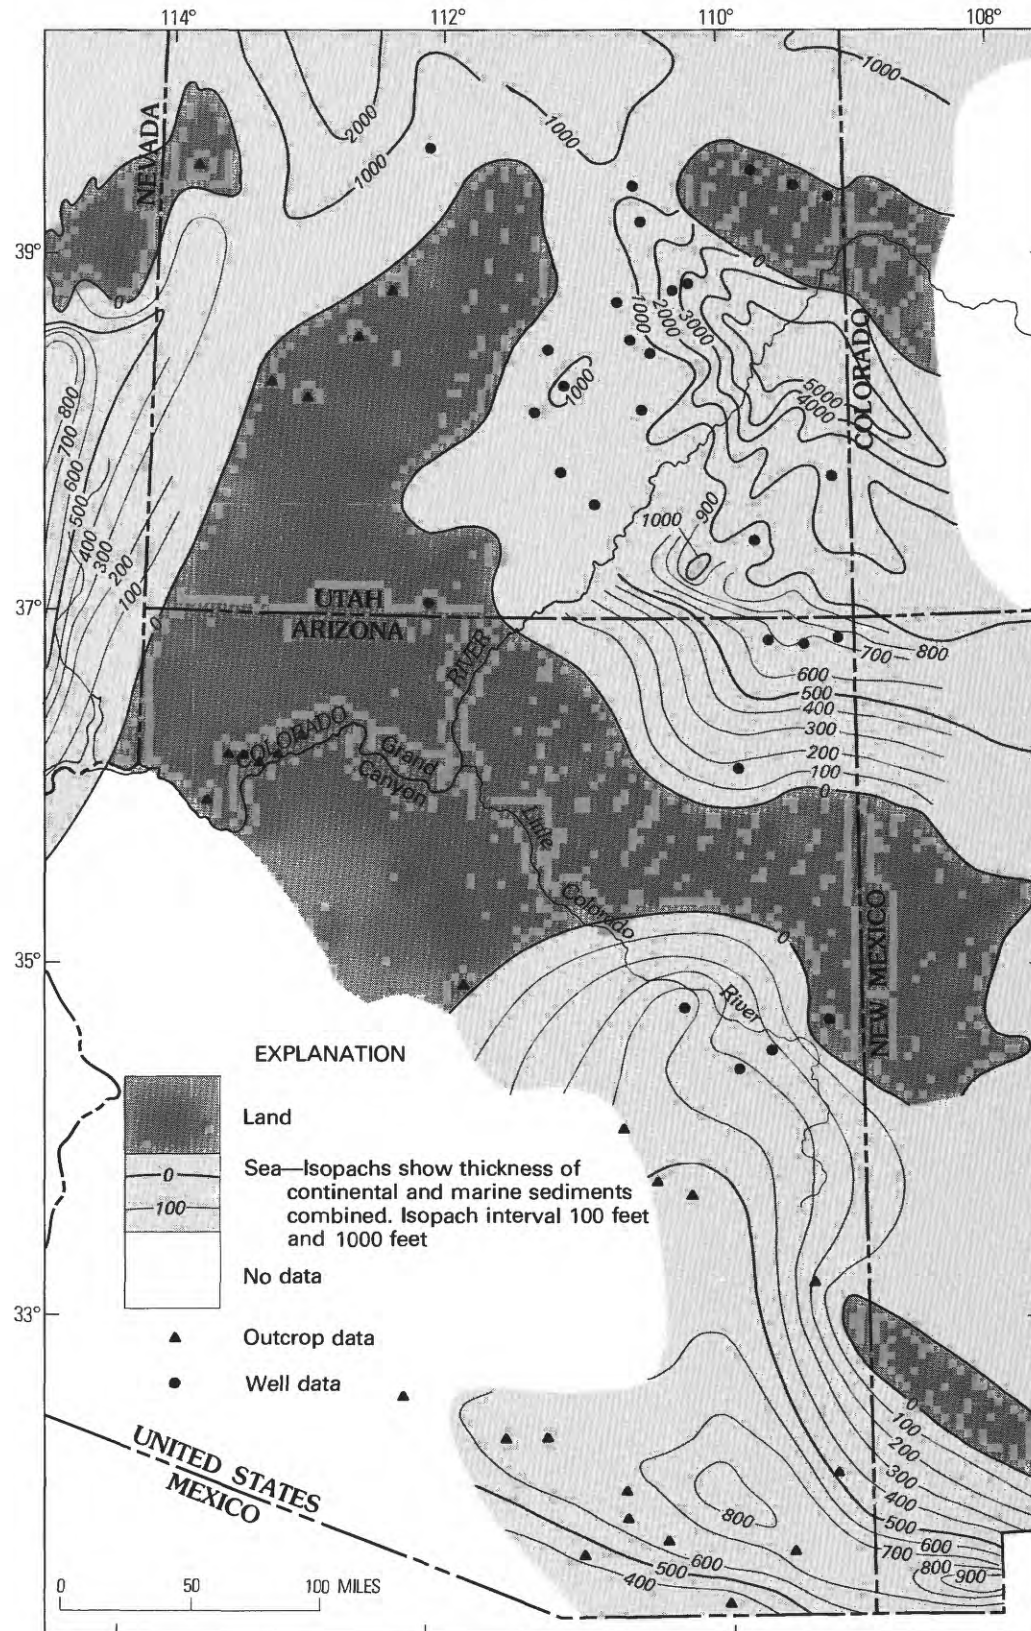 114° 112° 110° 108°
1000
2000
1000
1000
NEVADA
39°
0
0
1000
2000
3000
COLORADO
5000
4000
1000
800
700
600
500
400
300
200
100
0
900
1000
37°
UTAH
ARIZONA
RIVER
800
700
600
500
400
300
200
100
0
COLORADO
Grand
Canyon
Little
Colorado
River
0
NEW MEXICO
35°
EXPLANATION
Land
0
100
Sea—Isopachs show thickness of
continental and marine sediments
combined. Isopach interval 100 feet
and 1000 feet
No data
33°
Outcrop data
Well data
0
100
200
300
400
500
600
700
800
900
800
600
500
400
UNITED STATES
MEXICO
0 50 100 MILES